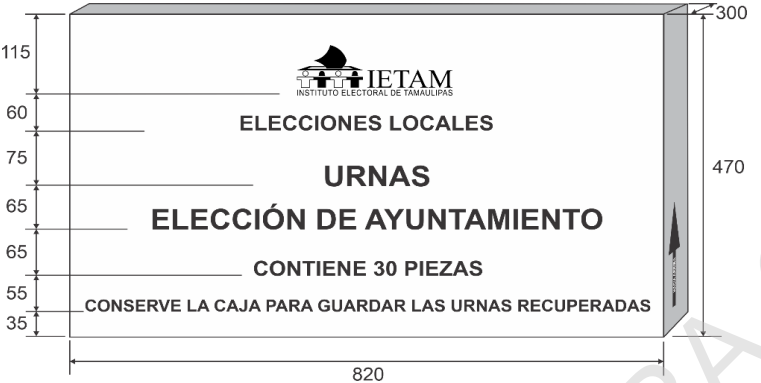 300
115
IETAM
INSTITUTO ELECTORAL DE TAMAULIPAS
60
ELECCIONES LOCALES
75
URNAS
470
65
ELECCIÓN DE AYUNTAMIENTO
65
CONTIENE 30 PIEZAS
55
CONSERVE LA CAJA PARA GUARDAR LAS URNAS RECUPERADAS
35
820